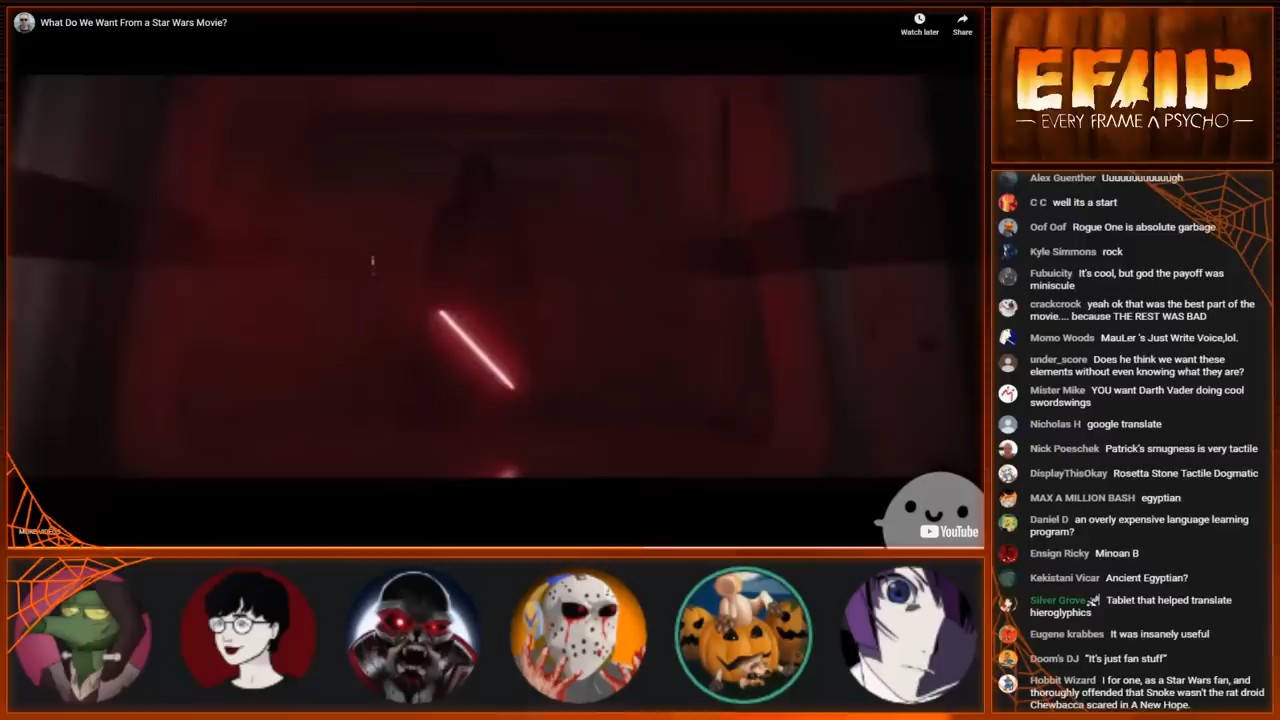 What Do We Want From a Star Wars Movie?
Watch later
Share
MORE VIDEOS
YouTube
EFAP
EVERY FRAME A PSYCHO
Alex Guenther Uuuuuuuuuuuugh
C C well its a start
Oof Oof Rogue One is absolute garbage
Kyle Simmons rock
Fubuicity It's cool, but god the payoff was
miniscule
crackcrock yeah ok that was the best part of the
movie.... because THE REST WAS BAD
Momo Woods MauLer 's Just Write Voice,lol.
under_score Does he think we want these
elements without even knowing what they are?
Mister Mike YOU want Darth Vader doing cool
swordswings
Nicholas H google translate
Nick Poeschek Patrick's smugness is very tactile
DisplayThisOkay Rosetta Stone Tactile Dogmatic
MAX A MILLION BASH egyptian
Daniel D an overly expensive language learning
program?
Ensign Ricky Minoan B
Kekistani Vicar Ancient Egyptian?
Silver Grove Tablet that helped translate
hieroglyphics
Eugene krabbes It was insanely useful
Doom's DJ “It's just fan stuff”
Hobbit Wizard I for one, as a Star Wars fan, and
thoroughly offended that Snoke wasn't the rat droid
Chewbacca scared in A New Hope.